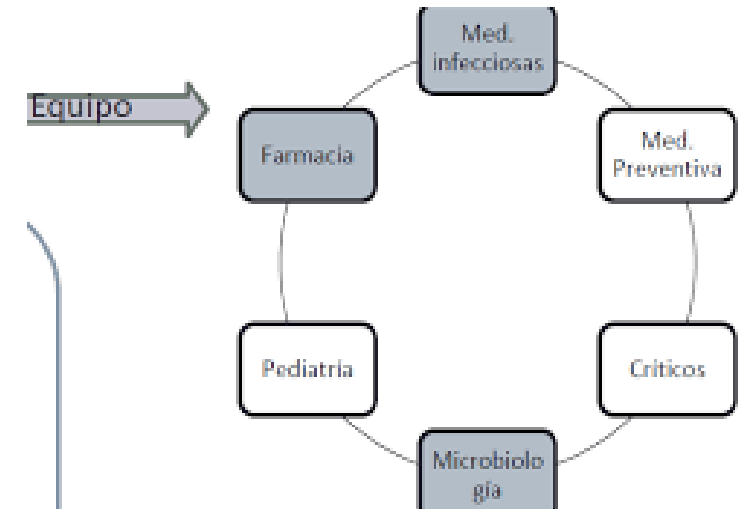 Med.
infecciosas
Equipo
Farmacia
Med.
Preventiva
Pediatría
Críticos
Microbiolo
gía